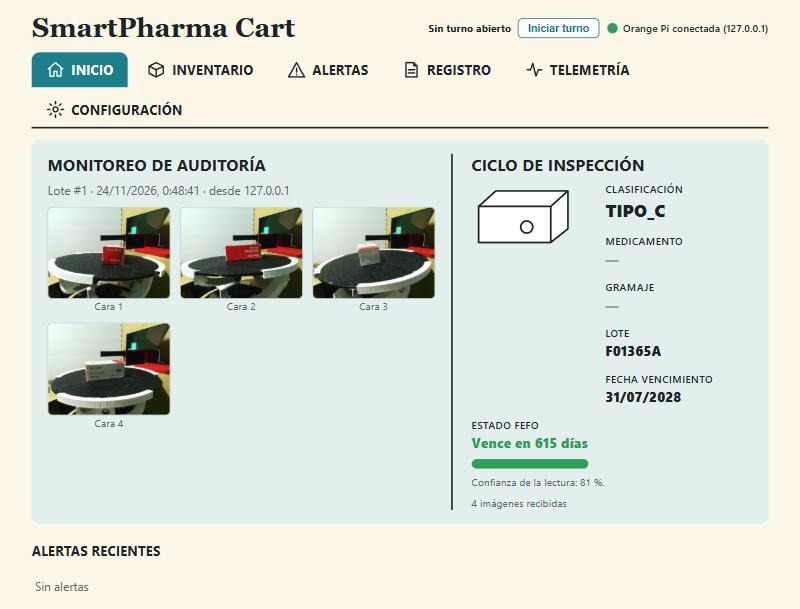 SmartPharma Cart
Sin turno abierto
Iniciar turno
Orange Pi conectada (127.0.0.1)
INICIO
INVENTARIO
ALERTAS
REGISTRO
TELEMETRÍA
CONFIGURACIÓN
MONITOREO DE AUDITORÍA
Lote #1 · 24/11/2026, 0:48:41 · desde 127.0.0.1
Cara 1
Cara 2
Cara 3
Cara 4
CICLO DE INSPECCIÓN
CLASIFICACIÓN
TIPO_C
MEDICAMENTO
—
GRAMAJE
—
LOTE
F01365A
FECHA VENCIMIENTO
31/07/2028
ESTADO FEFO
Vence en 615 días
Confianza de la lectura: 81 %.
4 imágenes recibidas
ALERTAS RECIENTES
Sin alertas